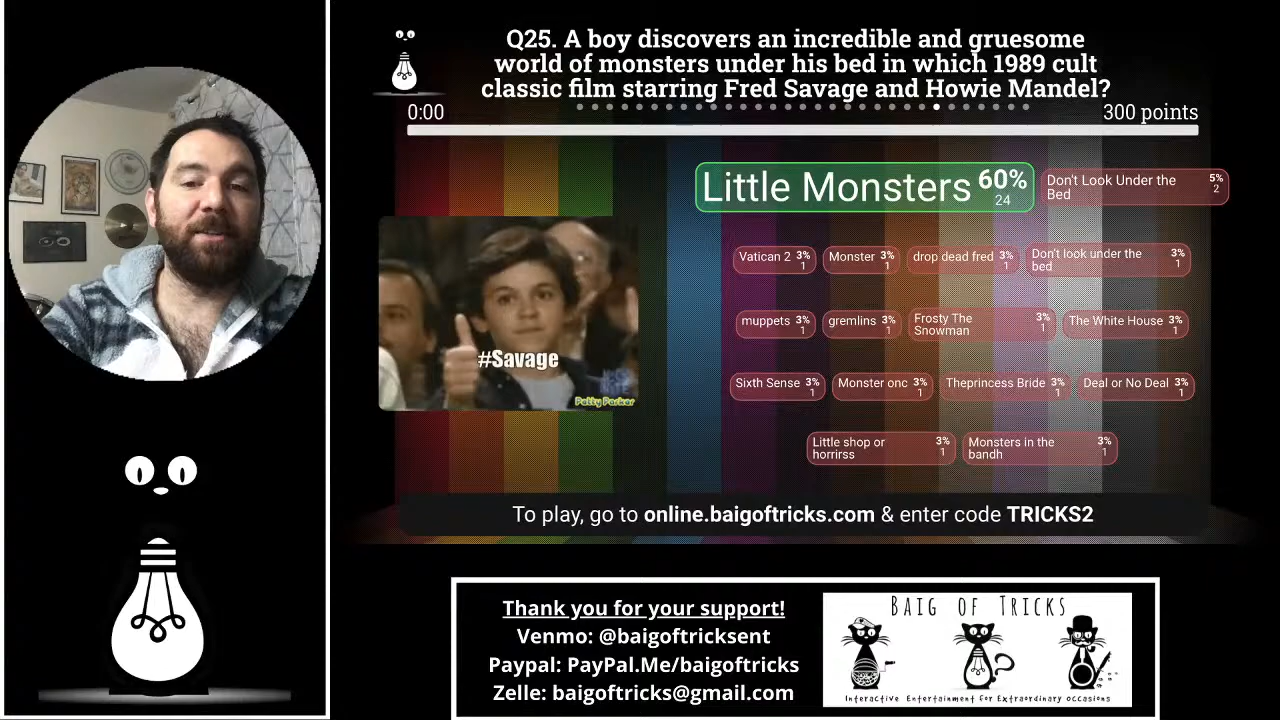 Q25. A boy discovers an incredible and gruesome
world of monsters under his bed in which 1989 cult
classic film starring Fred Savage and Howie Mandel?
0:00
300 points
Little Monsters 60%
24
Don't Look Under the
Bed
5%
2
Vatican 2 3%
1
Monster 3%
1
drop dead fred 3%
1
Don't look under the
bed
3%
1
muppets 3%
1
gremlins 3%
1
Frosty The
Snowman
3%
1
The White House 3%
1
Sixth Sense 3%
1
Monster onc 3%
1
Theprincess Bride 3%
1
Deal or No Deal 3%
1
Little shop or
horrirss
3%
1
Monsters in the
bandh
3%
1
#Savage
Petty Parker
To play, go to online.baigoftricks.com & enter code TRICKS2
Thank you for your support!
Venmo: @baigoftricksent
Paypal: PayPal.Me/baigoftricks
Zelle: baigoftricks@gmail.com
BAIG OF TRICKS
Interactive Entertainment for Extraordinary occasions